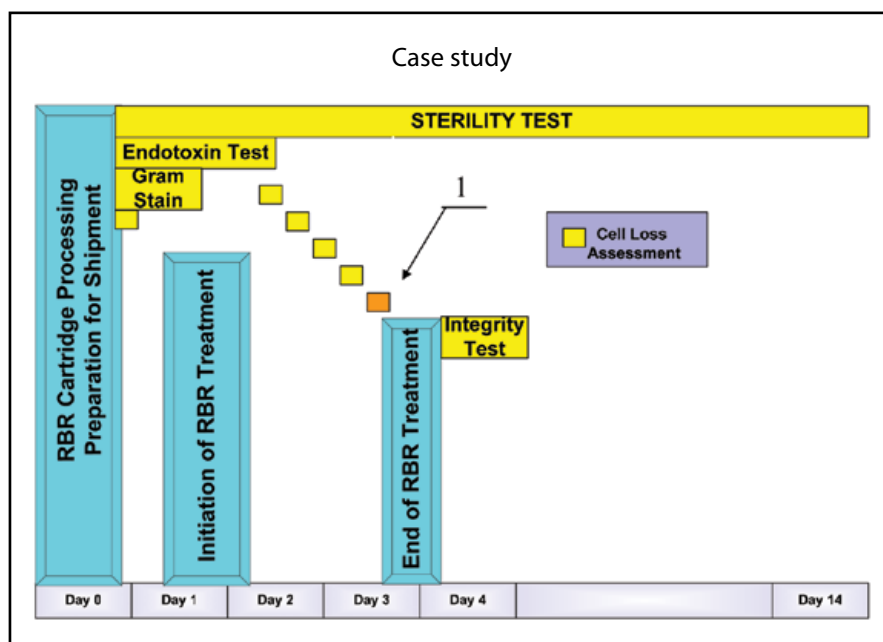 Case study
STERILITY TEST
Endotoxin Test
Gram
Stain
1
Cell Loss
Assessment
RBR Cartridge Processing
Preparation for Shipment
Initiation of RBR Treatment
End of RBR Treatment
Integrity
Test
Day 0
Day 1
Day 2
Day 3
Day 4
Day 14